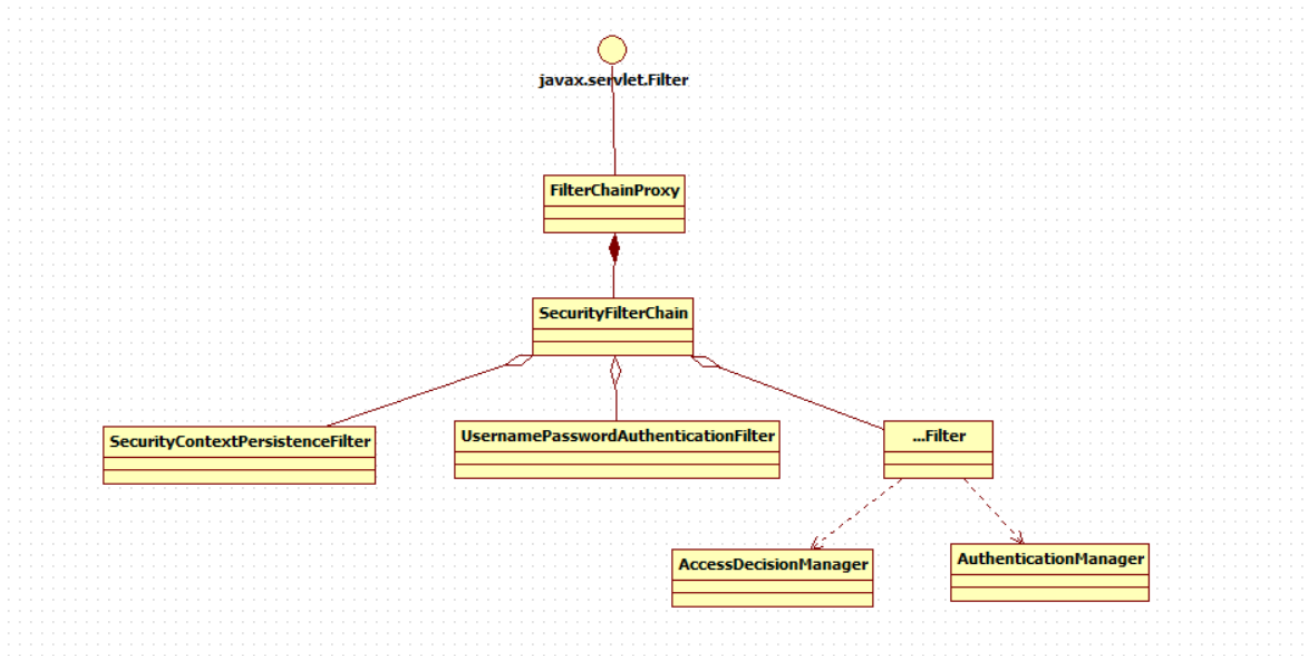 javax.servlet.Filter
FilterChainProxy
SecurityFilterChain
SecurityContextPersistenceFilter
UsernamePasswordAuthenticationFilter
...Filter
AccessDecisionManager
AuthenticationManager